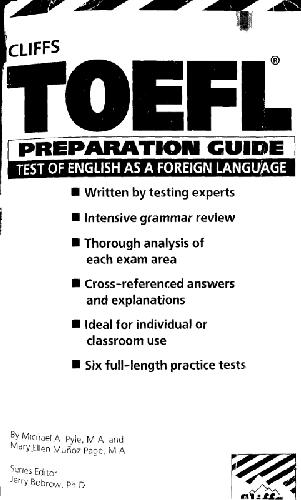 CLIFFS
TOEFL®
PREPARATION GUIDE
TEST OF ENGLISH AS A FOREIGN LANGUAGE
■ Written by testing experts
■ Intensive grammar review
■ Thorough analysis of
each exam area
■ Cross-referenced answers
and explanations
■ Ideal for individual or
classroom use
■ Six full-length practice tests
By Michael A. Pyle, M.A. and
Mary Ellen Muñoz Page, M.A.
Series Editor
Jerry Bobrow, Ph.D.
Cliffs